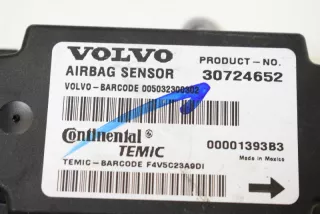 VOLVO PRODUCT-NO.
AIRBAG SENSOR 30724652
VOLVO-BARCODE 005032300302
Continental® 00001393B3
TEMIC Made in Mexico
TEMIC-BARCODE F4V5C23A9DI